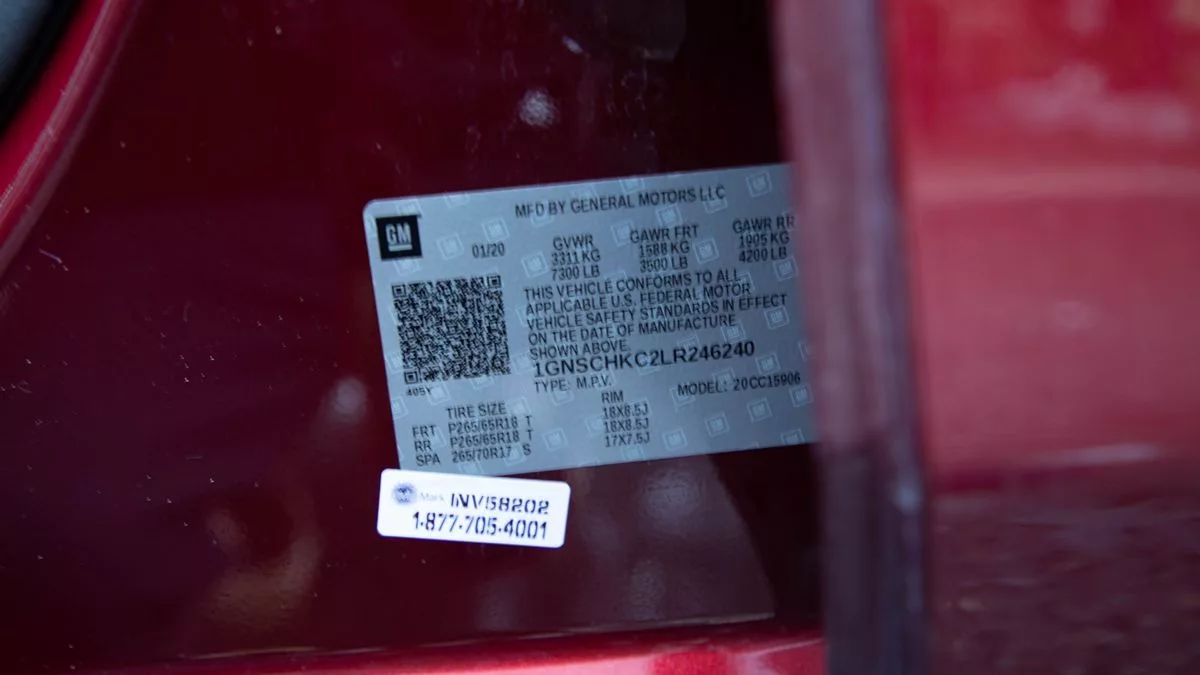 MFD BY GENERAL MOTORS LLC
GM
01/20
GVWR
3311 KG
7300 LB
GAWR FRT
1588 KG
3500 LB
GAWR RR
1905 KG
4200 LB
THIS VEHICLE CONFORMS TO ALL
APPLICABLE U.S. FEDERAL MOTOR
VEHICLE SAFETY STANDARDS IN EFFECT
ON THE DATE OF MANUFACTURE
SHOWN ABOVE.
1GNSCHKC2LR246240
TYPE: M.P.V. MODEL: 20CC15906
405Y
TIRE SIZE RIM
FRT P265/65R18 T 18X8.5J
RR P265/65R18 T 18X8.5J
SPA 265/70R17 S 17X7.5J
Mark INV58202
1-877-705-4001